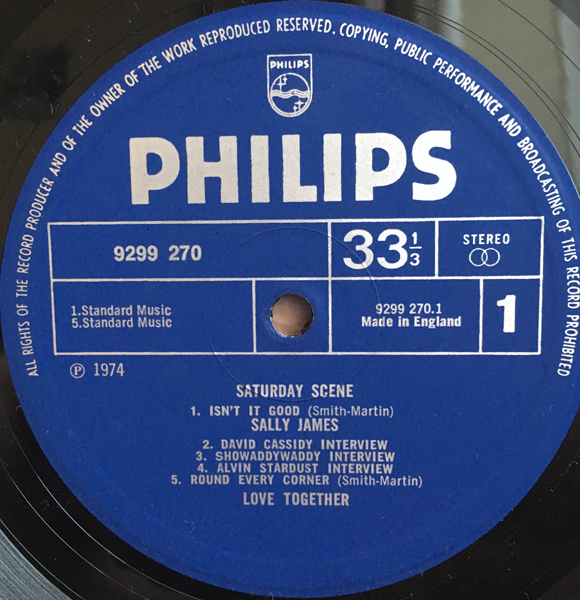 ALL RIGHTS OF THE RECORD PRODUCER AND OF THE OWNER OF THE WORK REPRODUCED RESERVED. COPYING, PUBLIC PERFORMANCE AND BROADCASTING OF THIS RECORD PROHIBITED
PHILIPS
PHILIPS
9299 270
33 1/3
STEREO
1.Standard Music
5.Standard Music
9299 270.1
Made in England
1
Ⓟ 1974
SATURDAY SCENE
1. ISN'T IT GOOD (Smith-Martin)
SALLY JAMES
2. DAVID CASSIDY INTERVIEW
3. SHOWADDYWADDY INTERVIEW
4. ALVIN STARDUST INTERVIEW
5. ROUND EVERY CORNER (Smith-Martin)
LOVE TOGETHER